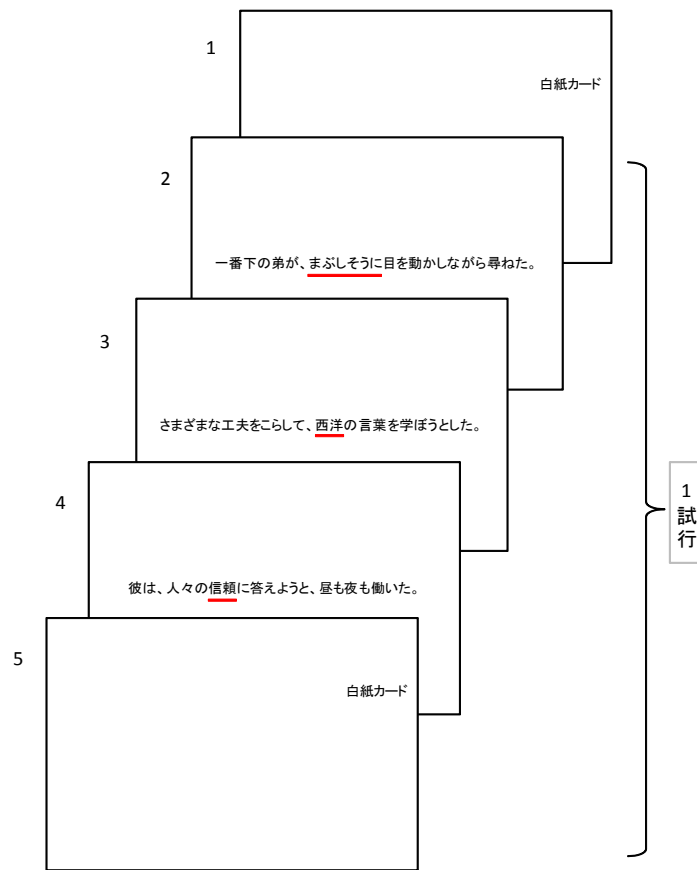 1
白紙カード
2
一番下の弟が、まぶしそうに目を動かしながら尋ねた。
3
さまざまな工夫をこらして、西洋の言葉を学ぼうとした。
4
彼は、人々の信頼に答えようと、昼も夜も働いた。
5
白紙カード
1
試
行